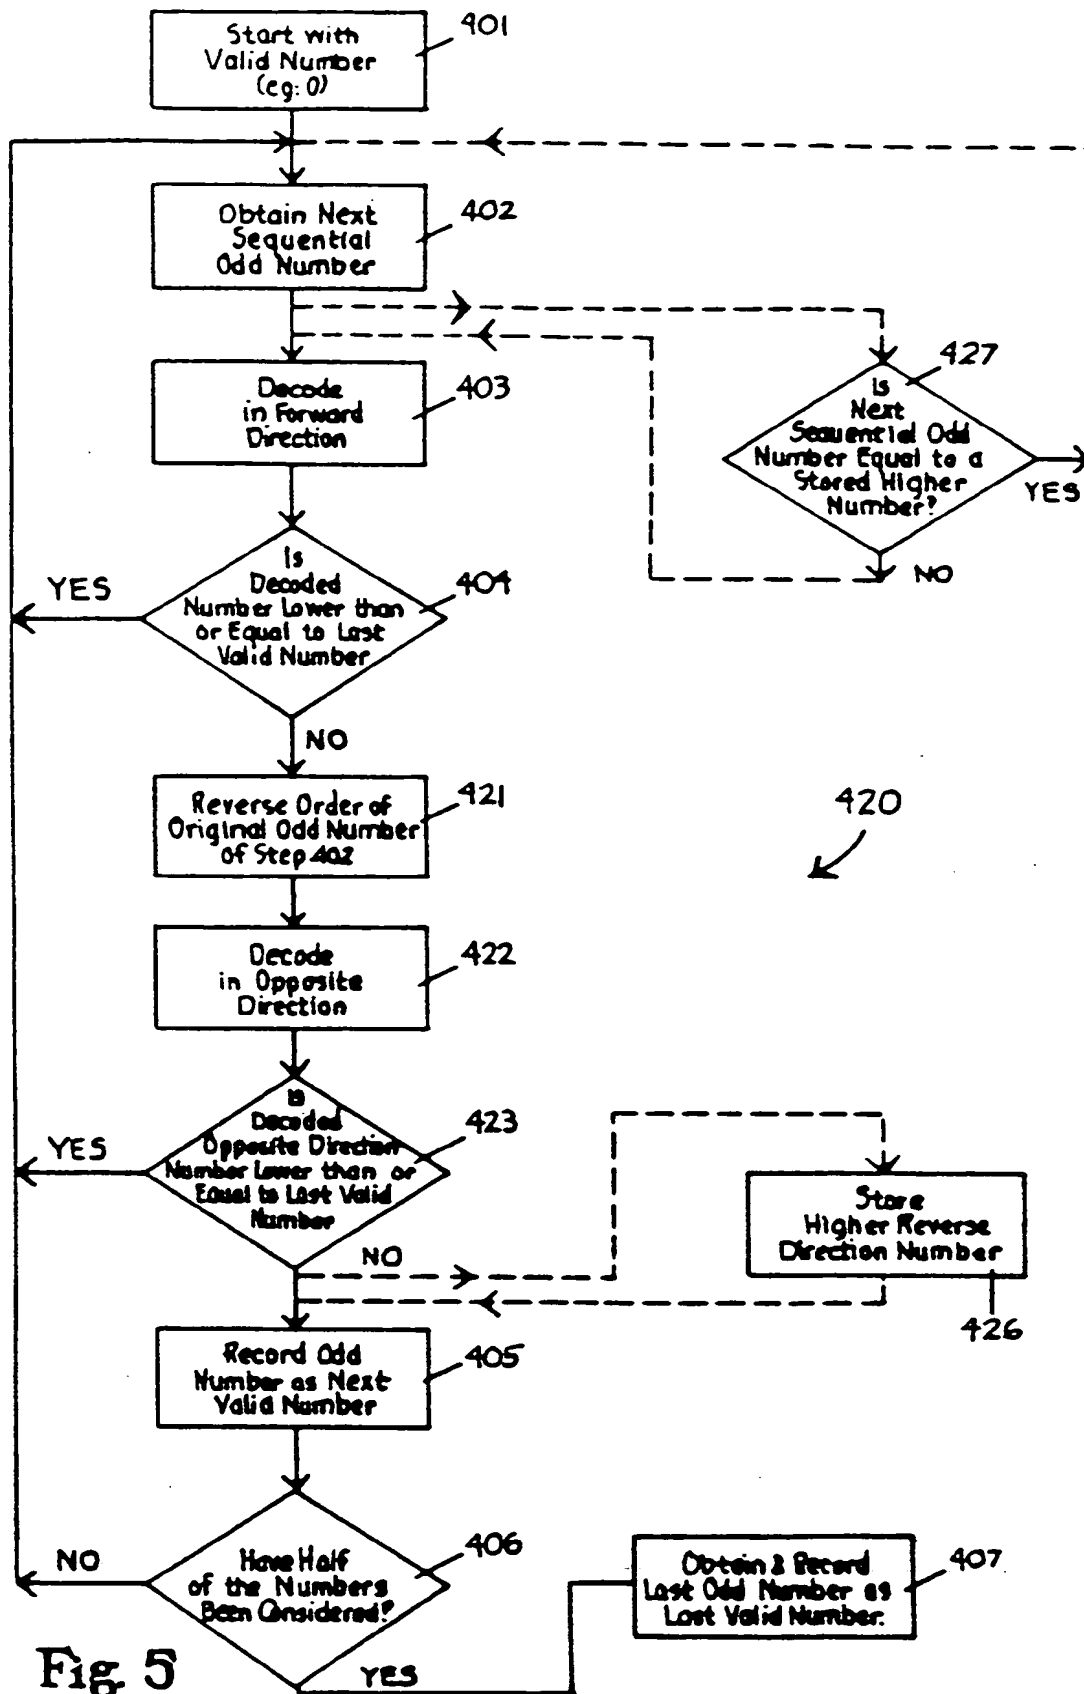 Start with
Valid Number
(eg: 0)
401
Obtain Next
Sequential
Odd Number
402
Decode
in Forward
Direction
403
Is
Next
Sequential Odd
Number Equal to a
Stored Higher
Number?
427
YES
NO
Is
Decoded
Number Lower than
or Equal to Last
Valid Number
404
YES
NO
Reverse Order of
Original Odd Number
of Step 402
421
420
Decode
in Opposite
Direction
422
Is
Decoded
Opposite Direction
Number Lower than or
Equal to Last Valid
Number
423
YES
NO
Store
Higher Reverse
Direction Number
426
Record Odd
Number as Next
Valid Number
405
Have Half
of the Numbers
Been Considered?
406
NO
YES
Obtain & Record
Last Odd Number as
Last Valid Number.
407
Fig. 5